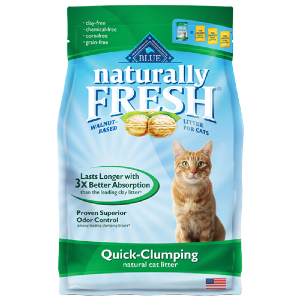 • clay-free
• chemical-free
• corn-free
• grain-free
BLUE
naturally
FRESH
WALNUT-BASED
LITTER FOR CATS
Lasts Longer with
3X Better Absorption
than the leading clay litter
Proven Superior
Odor Control
Quick-Clumping
natural cat litter